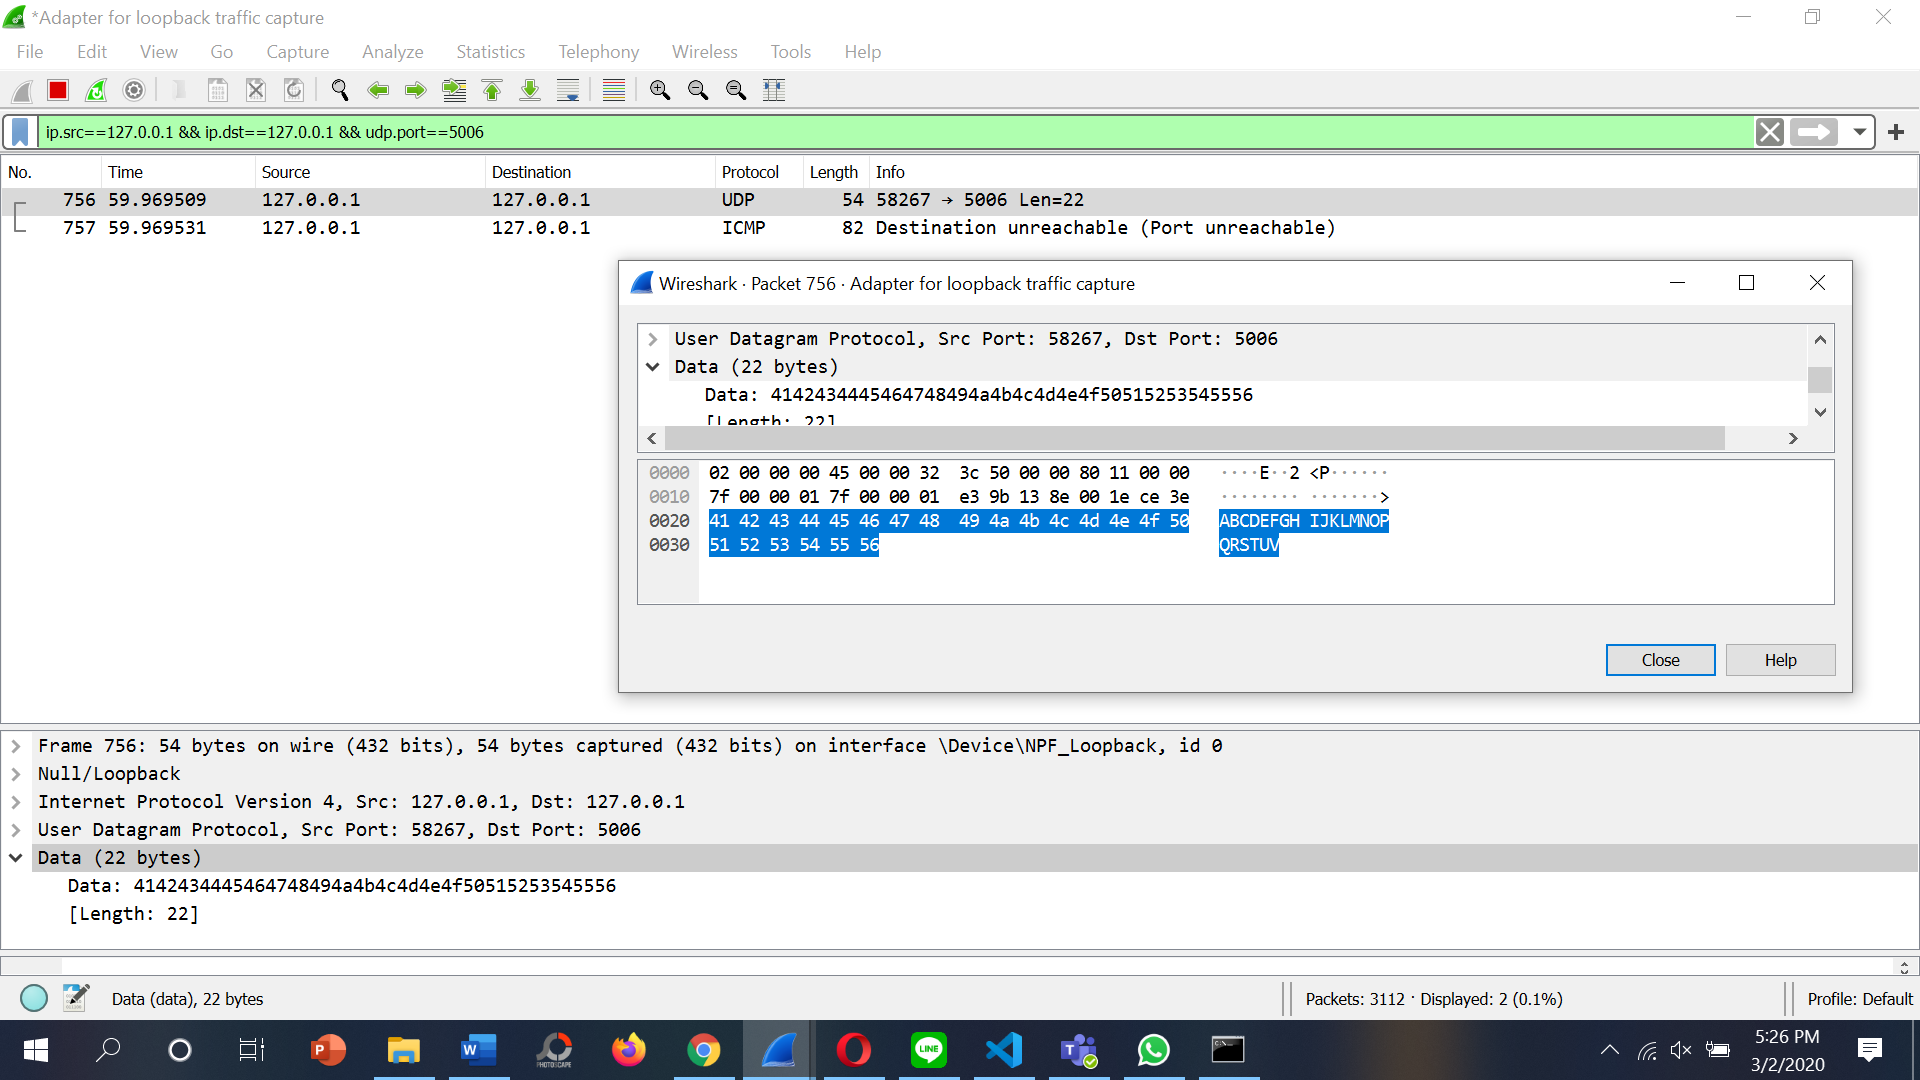 *Adapter for loopback traffic capture
File Edit View Go Capture Analyze Statistics Telephony Wireless Tools Help
ip.src==127.0.0.1 && ip.dst==127.0.0.1 && udp.port==5006
No. Time Source Destination Protocol Length Info
756 59.969509 127.0.0.1 127.0.0.1 UDP 54 58267 → 5006 Len=22
757 59.969531 127.0.0.1 127.0.0.1 ICMP 82 Destination unreachable (Port unreachable)
Wireshark · Packet 756 · Adapter for loopback traffic capture
User Datagram Protocol, Src Port: 58267, Dst Port: 5006
Data (22 bytes)
Data: 4142434445464748494a4b4c4d4e4f50515253545556
[Length: 22]
0000 02 00 00 00 45 00 00 32 3c 50 00 00 80 11 00 00 ····E··2 <P······
0010 7f 00 00 01 7f 00 00 01 e3 9b 13 8e 00 1e ce 3e ········ ·······>
0020 41 42 43 44 45 46 47 48 49 4a 4b 4c 4d 4e 4f 50 ABCDEFGH IJKLMNOP
0030 51 52 53 54 55 56 QRSTUV
Close Help
Frame 756: 54 bytes on wire (432 bits), 54 bytes captured (432 bits) on interface \Device\NPF_Loopback, id 0
Null/Loopback
Internet Protocol Version 4, Src: 127.0.0.1, Dst: 127.0.0.1
User Datagram Protocol, Src Port: 58267, Dst Port: 5006
Data (22 bytes)
Data: 4142434445464748494a4b4c4d4e4f50515253545556
[Length: 22]
Data (data), 22 bytes
Packets: 3112 · Displayed: 2 (0.1%)
Profile: Default
PHOTOSCAPE
LINE
5:26 PM
3/2/2020